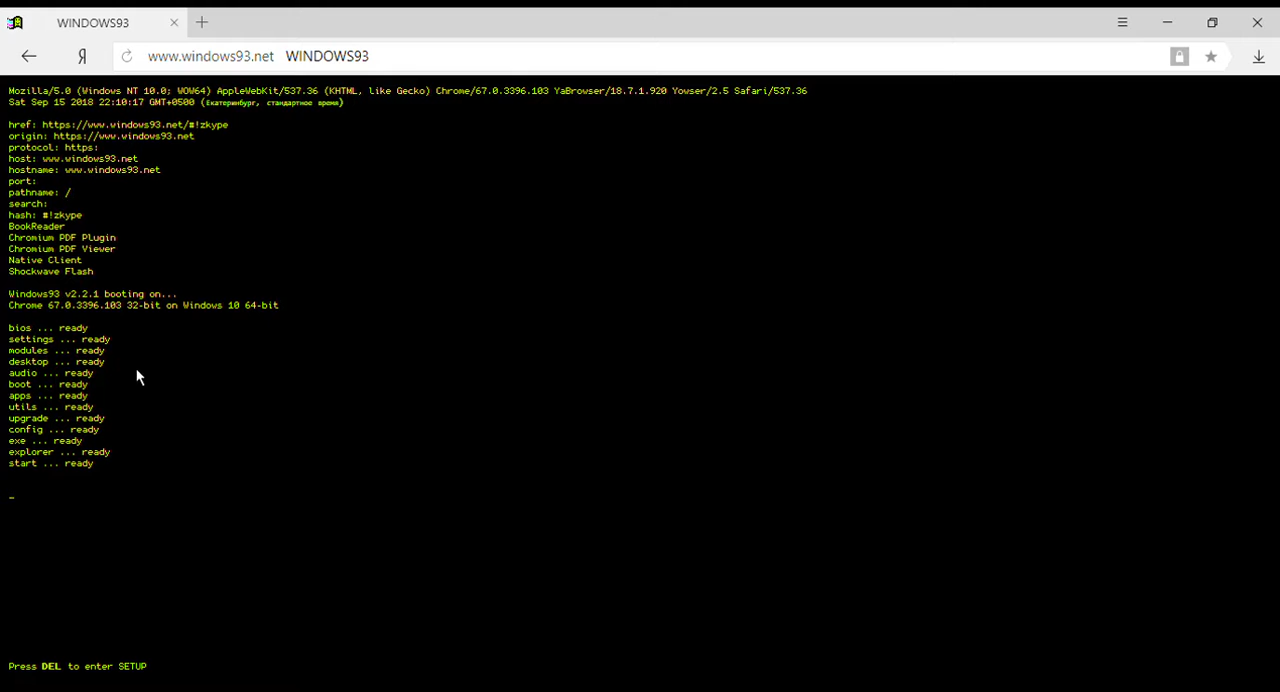 WINDOWS93
Я
www.windows93.net WINDOWS93
Mozilla/5.0 (Windows NT 10.0; WOW64) AppleWebKit/537.36 (KHTML, like Gecko) Chrome/67.0.3396.103 YaBrowser/18.7.1.920 Yowser/2.5 Safari/537.36
Sat Sep 15 2018 22:10:17 GMT+0500 (Екатеринбург, стандартное время)
href: https://www.windows93.net/#!zkype
origin: https://www.windows93.net
protocol: https:
host: www.windows93.net
hostname: www.windows93.net
port:
pathname: /
search:
hash: #!zkype
BookReader
Chromium PDF Plugin
Chromium PDF Viewer
Native Client
Shockwave Flash
Windows93 v2.2.1 booting on...
Chrome 67.0.3396.103 32-bit on Windows 10 64-bit
bios ... ready
settings ... ready
modules ... ready
desktop ... ready
audio ... ready
boot ... ready
apps ... ready
utils ... ready
upgrade ... ready
config ... ready
exe ... ready
explorer ... ready
start ... ready
_
Press DEL to enter SETUP